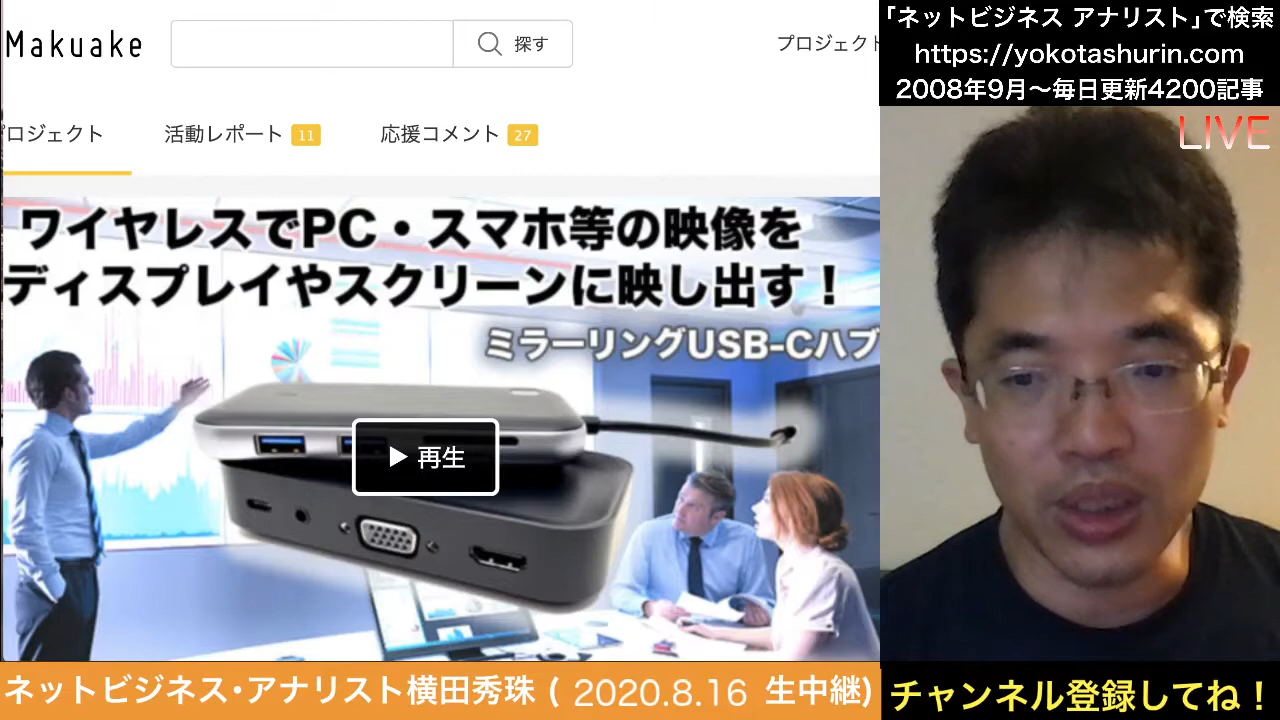 Makuake
探す
プロジェクト
プロジェクト
活動レポート 11
応援コメント 27
ワイヤレスでPC・スマホ等の映像を
ディスプレイやスクリーンに映し出す！
ミラーリングUSB-Cハブ
再生
ネットビジネス・アナリスト横田秀珠 ( 2020.8.16 生中継)
「ネットビジネス アナリスト」で検索
https://yokotashurin.com
2008年9月〜毎日更新4200記事
LIVE
チャンネル登録してね！